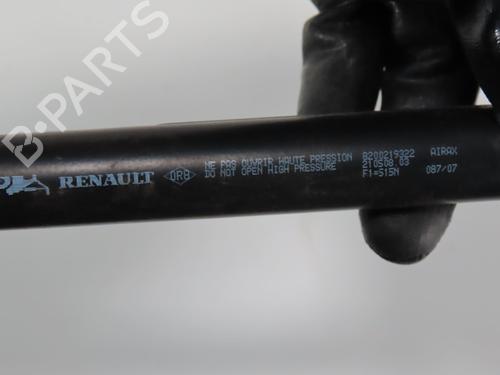 RENAULT
ORB
NE PAS OUVRIR HAUTE PRESSION
DO NOT OPEN HIGH PRESSURE
8200219322
210S08 03
F1=515N
AIRAX
087/07
B-PARTS